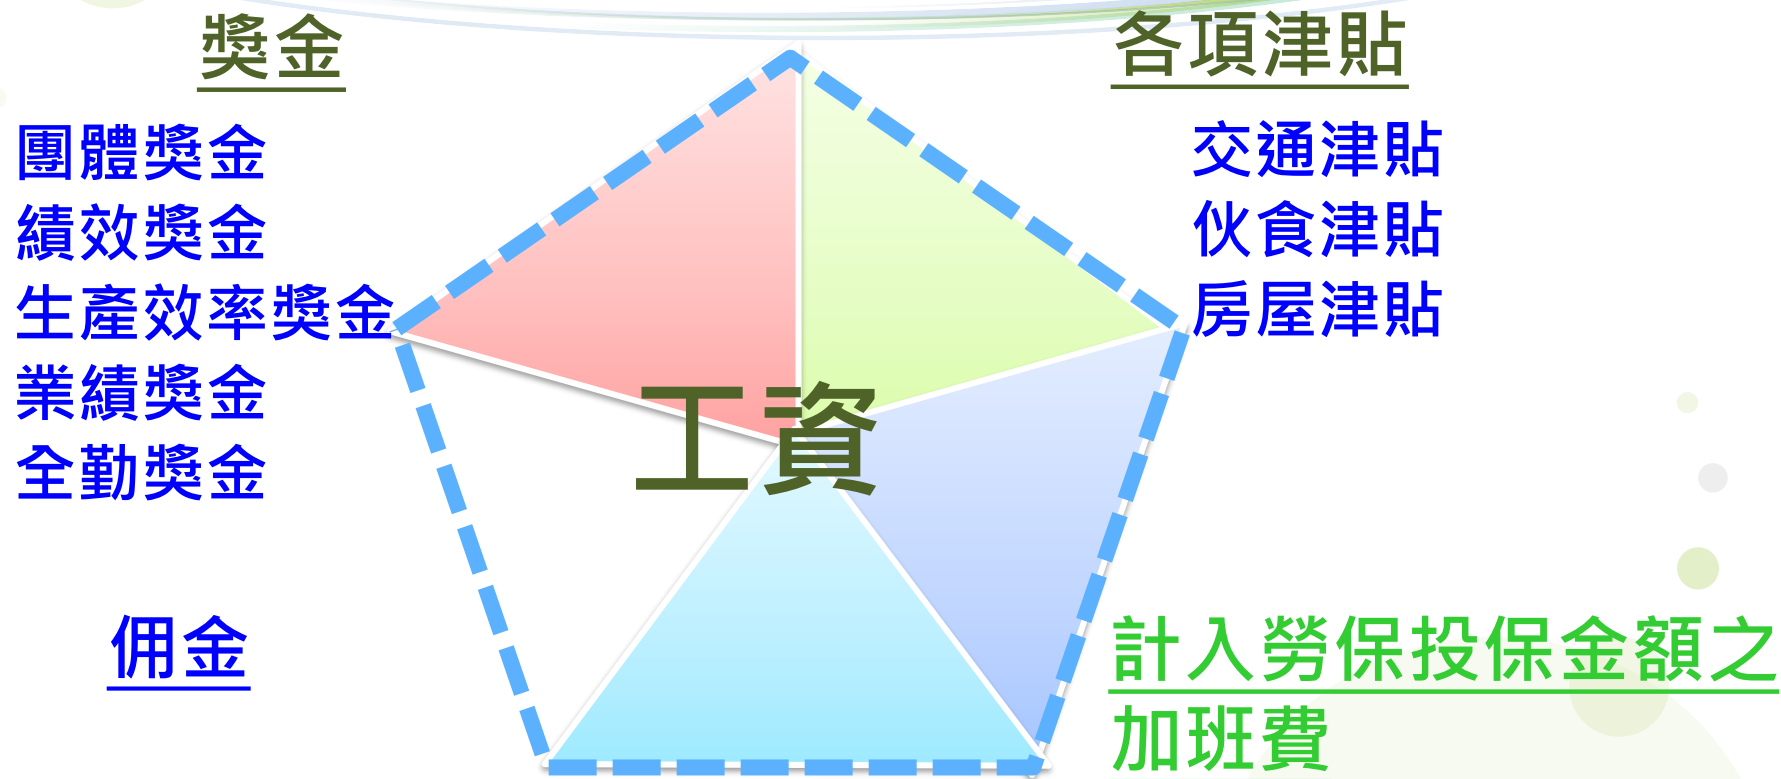 獎金
團體獎金
績效獎金
生產效率獎金
業績獎金
全勤獎金
各項津貼
交通津貼
伙食津貼
房屋津貼
工資
佣金
計入勞保投保金額之
加班費